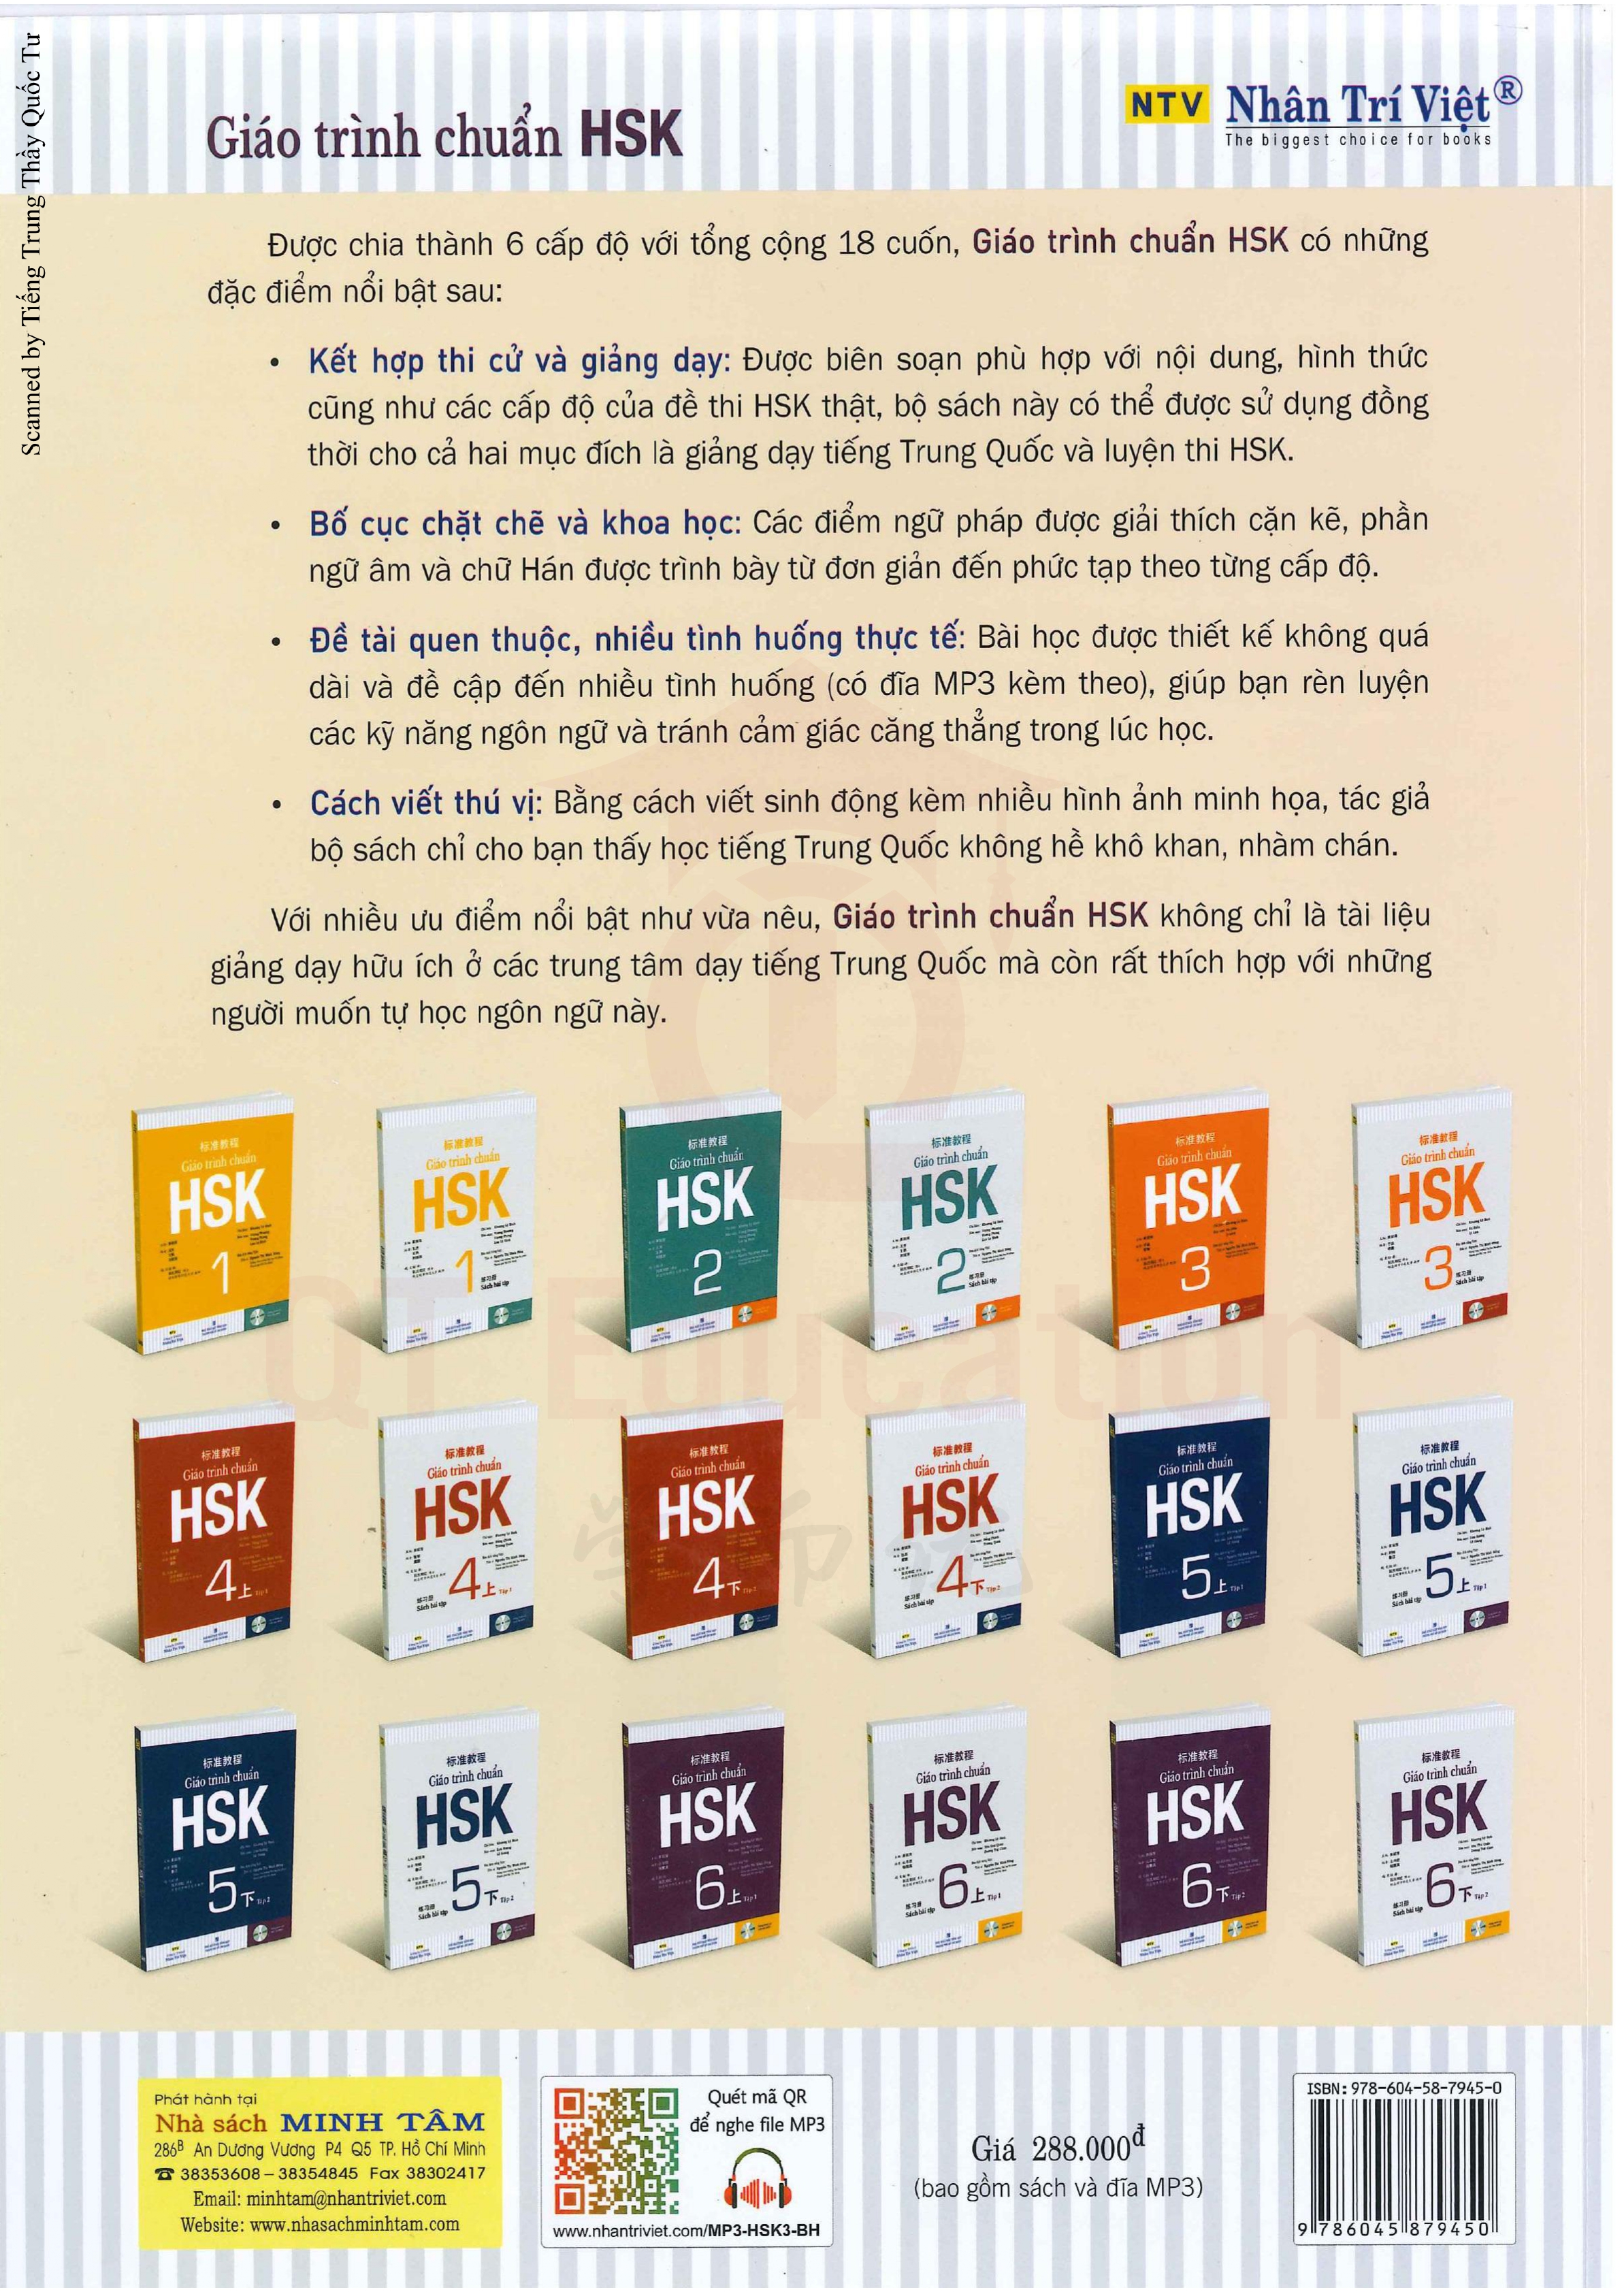 Scanned by Tiếng Trung Thầy Quốc Tư
Giáo trình chuẩn HSK
NTV Nhân Trí Việt®
The biggest choice for books
Được chia thành 6 cấp độ với tổng cộng 18 cuốn, Giáo trình chuẩn HSK có những
đặc điểm nổi bật sau:
• Kết hợp thi cử và giảng dạy: Được biên soạn phù hợp với nội dung, hình thức
cũng như các cấp độ của đề thi HSK thật, bộ sách này có thể được sử dụng đồng
thời cho cả hai mục đích là giảng dạy tiếng Trung Quốc và luyện thi HSK.
• Bố cục chặt chẽ và khoa học: Các điểm ngữ pháp được giải thích cặn kẽ, phần
ngữ âm và chữ Hán được trình bày từ đơn giản đến phức tạp theo từng cấp độ.
• Đề tài quen thuộc, nhiều tình huống thực tế: Bài học được thiết kế không quá
dài và đề cập đến nhiều tình huống (có đĩa MP3 kèm theo), giúp bạn rèn luyện
các kỹ năng ngôn ngữ và tránh cảm giác căng thẳng trong lúc học.
• Cách viết thú vị: Bằng cách viết sinh động kèm nhiều hình ảnh minh họa, tác giả
bộ sách chỉ cho bạn thấy học tiếng Trung Quốc không hề khô khan, nhàm chán.
Với nhiều ưu điểm nổi bật như vừa nêu, Giáo trình chuẩn HSK không chỉ là tài liệu
giảng dạy hữu ích ở các trung tâm dạy tiếng Trung Quốc mà còn rất thích hợp với những
người muốn tự học ngôn ngữ này.
标准教程
Giáo trình chuẩn
HSK
1
标准教程
Giáo trình chuẩn
HSK
1
练习册
Sách bài tập
标准教程
Giáo trình chuẩn
HSK
2
标准教程
Giáo trình chuẩn
HSK
2
练习册
Sách bài tập
标准教程
Giáo trình chuẩn
HSK
3
标准教程
Giáo trình chuẩn
HSK
3
练习册
Sách bài tập
QT Education
标准教程
Giáo trình chuẩn
HSK
4上 Tập 1
标准教程
Giáo trình chuẩn
HSK
练习册
Sách bài tập
4上 Tập 1
标准教程
Giáo trình chuẩn
HSK
4下 Tập 2
标准教程
Giáo trình chuẩn
HSK
练习册
Sách bài tập
4下 Tập 2
标准教程
Giáo trình chuẩn
HSK
5上 Tập 1
标准教程
Giáo trình chuẩn
HSK
练习册
Sách bài tập
5上 Tập 1
标准教程
Giáo trình chuẩn
HSK
5下 Tập 2
标准教程
Giáo trình chuẩn
HSK
练习册
Sách bài tập
5下 Tập 2
标准教程
Giáo trình chuẩn
HSK
6上 Tập 1
标准教程
Giáo trình chuẩn
HSK
练习册
Sách bài tập
6上 Tập 1
标准教程
Giáo trình chuẩn
HSK
6下 Tập 2
标准教程
Giáo trình chuẩn
HSK
练习册
Sách bài tập
6下 Tập 2
Phát hành tại
Nhà sách MINH TÂM
286B An Dương Vương P4 Q5 TP. Hồ Chí Minh
☎ 38353608 – 38354845 Fax 38302417
Email: minhtam@nhantriviet.com
Website: www.nhasachminhtam.com
Quét mã QR
để nghe file MP3
www.nhantriviet.com/MP3-HSK3-BH
Giá 288.000đ
(bao gồm sách và đĩa MP3)
ISBN: 978-604-58-7945-0
9 786045 879450